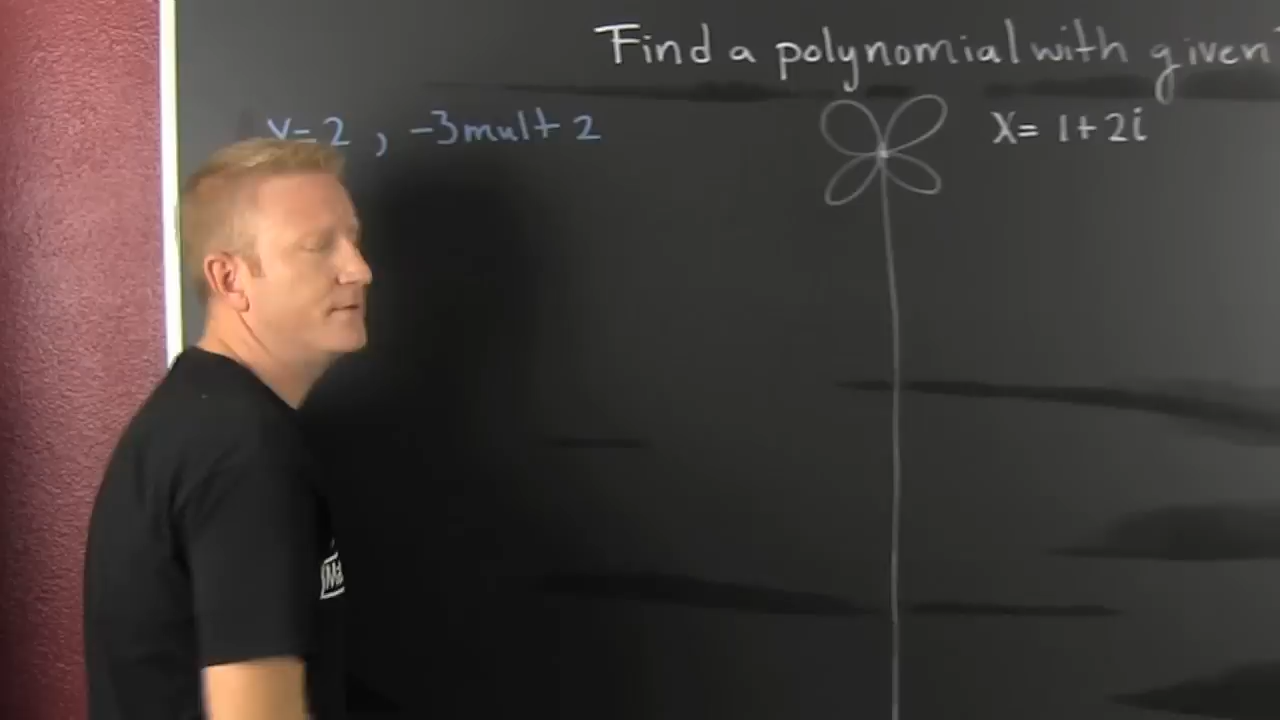 Find a polynomial with given
x=2, -3 mult 2
x= 1+2i